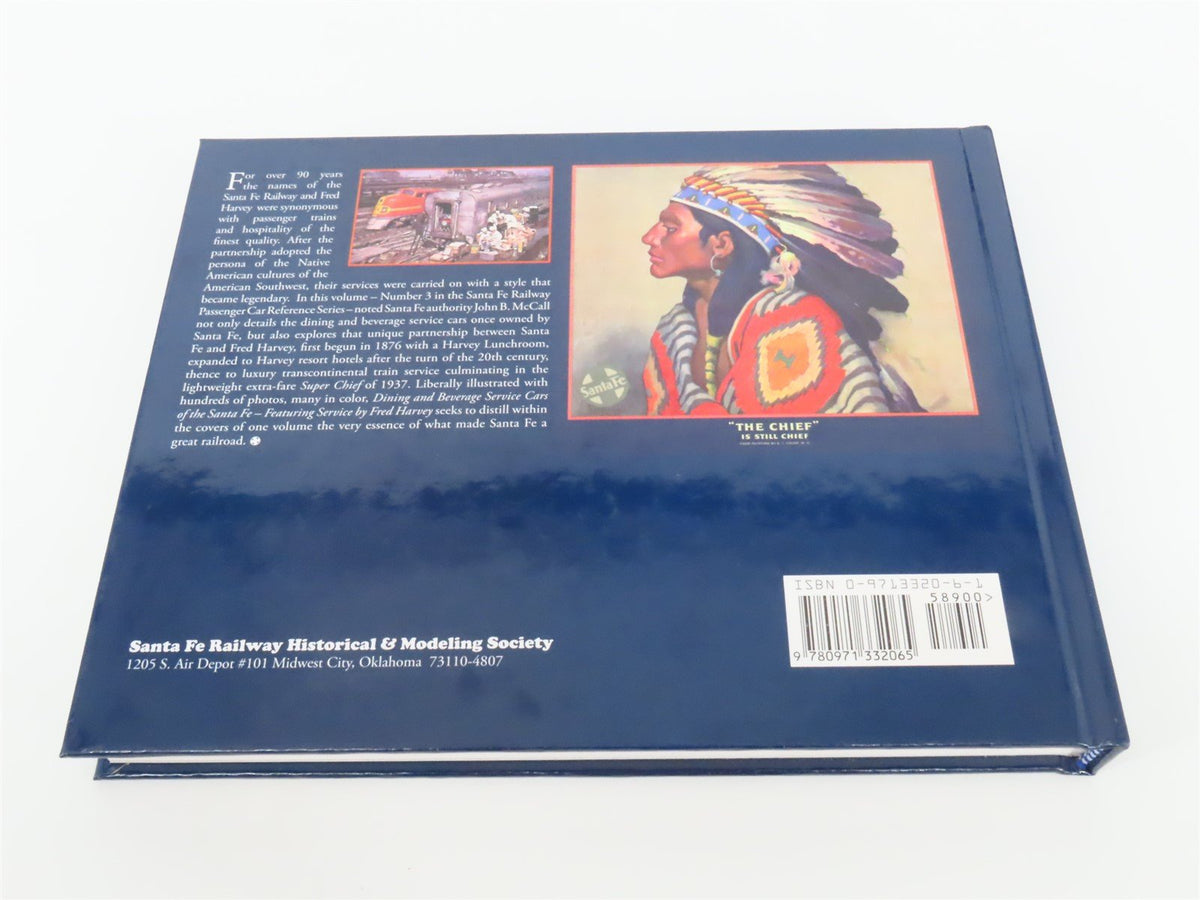 For over 90 years
the names of the
Santa Fe Railway and Fred
Harvey were synonymous
with passenger trains
and hospitality of the
finest quality. After the
partnership adopted the
persona of the Native
American cultures of the
American Southwest, their services were carried on with a style that
became legendary. In this volume – Number 3 in the Santa Fe Railway
Passenger Car Reference Series – noted Santa Fe authority John B. McCall
not only details the dining and beverage service cars once owned by
Santa Fe, but also explores that unique partnership between Santa
Fe and Fred Harvey, first begun in 1876 with a Harvey Lunchroom,
expanded to Harvey resort hotels after the turn of the 20th century,
thence to luxury transcontinental train service culminating in the
lightweight extra-fare Super Chief of 1937. Liberally illustrated with
hundreds of photos, many in color, Dining and Beverage Service Cars
of the Santa Fe – Featuring Service by Fred Harvey seeks to distill within
the covers of one volume the very essence of what made Santa Fe a
great railroad.
Santa Fe
"THE CHIEF"
IS STILL CHIEF
ISBN 0-9713320-6-1
58900>
9 780971 332065
Santa Fe Railway Historical & Modeling Society
1205 S. Air Depot #101 Midwest City, Oklahoma 73110-4807